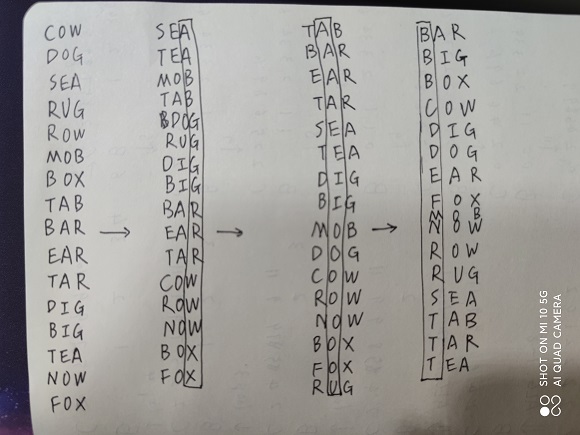 COW
DOG
SEA
RUG
ROW
MOB
BOX
TAB
BAR →
EAR
TAR
DIG
BIG
TEA
NOW
FOX
SEA
TEA
MOB
TAB
DOG
RUG
DIG
BIG
BAR
EAR →
TAR
COW
ROW
NOW
BOX
FOX
TAB
BAR
EAR
TAR
SEA
TEA
DIG
BIG
MOB →
DOG
COW
ROW
NOW
BOX
FOX
RUG
BAR
BIG
BOX
COW
DIG
DOG
EAR
FOX
MOB
NOW
ROW
RUG
SEA
TAB
TAR
TEA
SHOT ON MI 10 5G
AI QUAD CAMERA